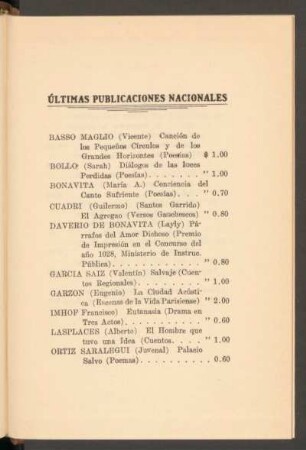 ÚLTIMAS PUBLICACIONES NACIONALES
BASSO MAGLIO (Vicente) Canción de
los Pequeños Círculos y de los
Grandes Horizontes (Poesías) $ 1.00
BOLLO (Sarah) Diálogos de las luces
Perdidas (Poesías). . . . . . . " 1.00
BONAVITA (María A.) Conciencia del
Canto Sufriente (Poesías). . . . " 0.70
CUADRI (Guillermo) (Santos Garrido)
El Agregao (Versos Gauchescos) " 0.80
DAVERIO DE BONAVITA (Layly) Pá-
rrafos del Amor Dichoso (Premio
de Impresión en el Concurso del
año 1028, Ministerio de Instruc.
Pública). . . . . . . . . . . . " 0.80
GARCIA SAIZ (Valentín) Salvaje (Cuen-
tos Regionales). . . . . . . . " 1.00
GARZON (Eugenio) La Ciudad Acústi-
ca (Escenas de la Vida Parisiense) " 2.00
IMHOF Francisco) Eutanasia (Drama en
Tres Actos). . . . . . . . . . " 0.60
LASPLACES (Alberto) El Hombre que
tuvo una Idea (Cuentos. . . . " 1.00
ORTIZ SARALEGUI (Juvenal) Palacio
Salvo (Poemas). . . . . . . . . " 0.60